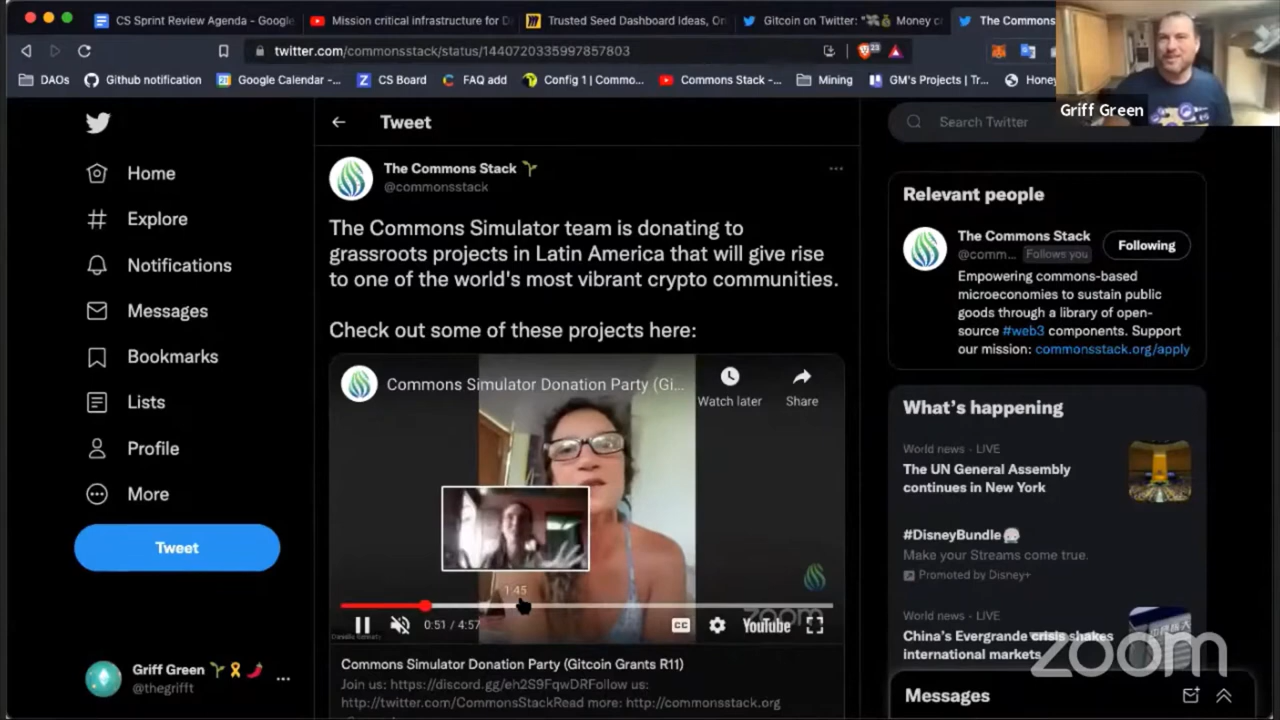 CS Sprint Review Agenda - Google
Mission critical infrastructure for D
Trusted Seed Dashboard Ideas, On
Gitcoin on Twitter: "💸💰 Money c
The Commons
twitter.com/commonsstack/status/1440720335997857803
23
DAOs
Github notification
Google Calendar -...
CS Board
FAQ add
Config 1 | Commo...
Commons Stack -...
Mining
GM's Projects | Tr...
Honey
Griff Green
Tweet
Search Twitter
Home
Explore
Notifications
Messages
Bookmarks
Lists
Profile
More
Tweet
Griff Green 🌱🎗️🌶️
@thegrifft
The Commons Stack 🌱
@commonsstack
The Commons Simulator team is donating to
grassroots projects in Latin America that will give rise
to one of the world's most vibrant crypto communities.
Check out some of these projects here:
Commons Simulator Donation Party (Gi...
Watch later
Share
1:45
0:51 / 4:57
CC
YouTube
zoom
Commons Simulator Donation Party (Gitcoin Grants R11)
Join us: https://discord.gg/eh2S9FqwDRFollow us:
http://twitter.com/CommonsStackRead more: http://commonsstack.org
Relevant people
The Commons Stack
@comm... Follows you
Following
Empowering commons-based
microeconomies to sustain public
goods through a library of open-
source #web3 components. Support
our mission: commonsstack.org/apply
What's happening
World news · LIVE
The UN General Assembly
continues in New York
#DisneyBundle
Make your Streams come true.
Promoted by Disney+
World news · LIVE
China's Evergrande crisis shakes
international markets
zoom
Messages